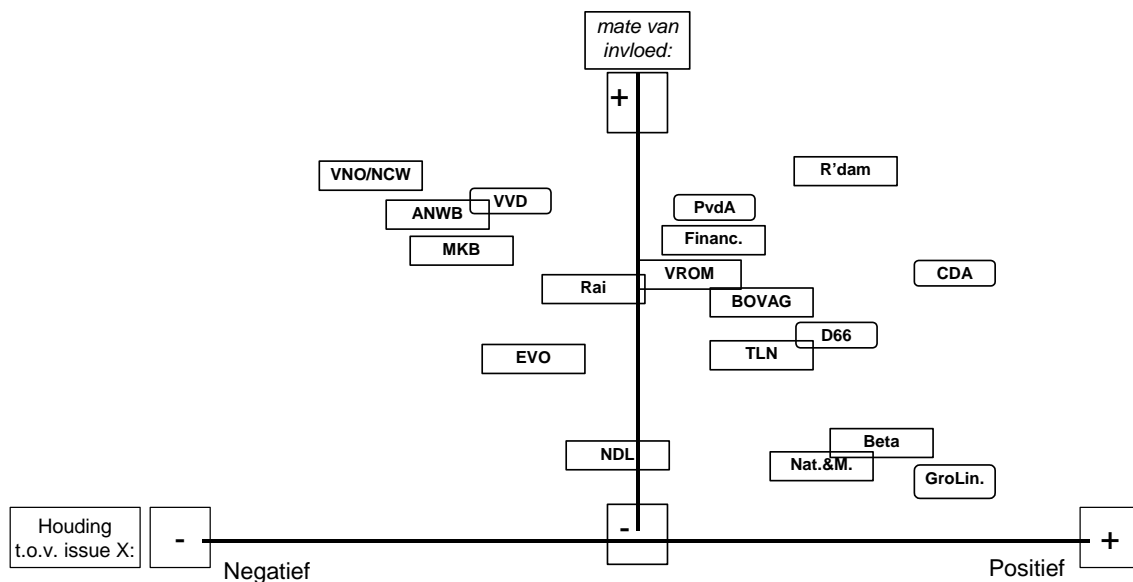 mate van
invloed:
+
R'dam
VNO/NCW
VVD
PvdA
ANWB
Financ.
MKB
VROM
CDA
Rai
BOVAG
D66
TLN
EVO
Beta
NDL
Nat.&M.
GroLin.
Houding
t.o.v. issue X:
-
-
+
Negatief
Positief